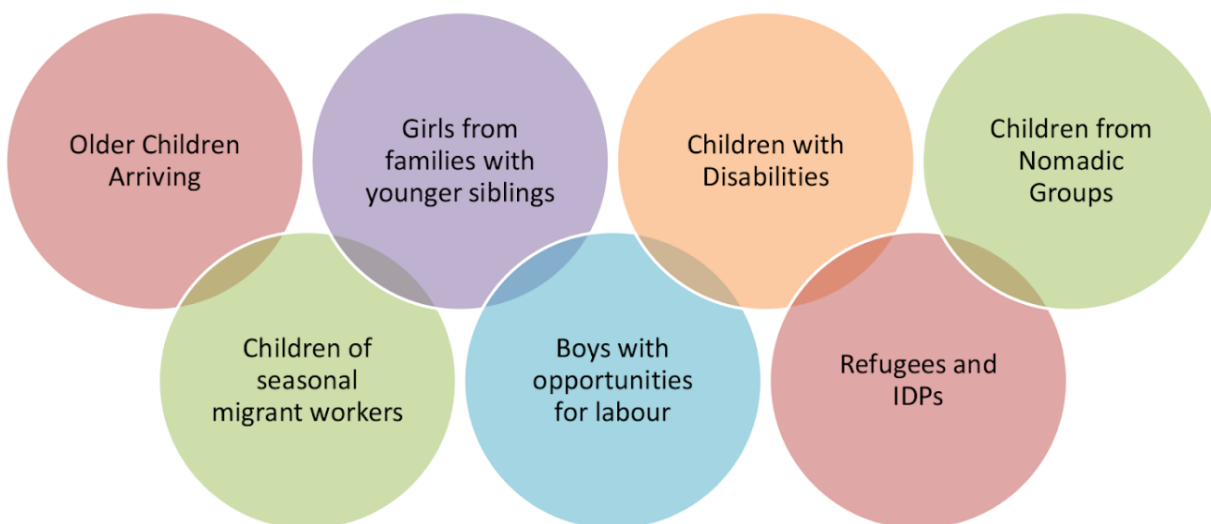 Older Children
Arriving
Girls from
families with
younger siblings
Children with
Disabilities
Children from
Nomadic
Groups
Children of
seasonal
migrant workers
Boys with
opportunities
for labour
Refugees and
IDPs